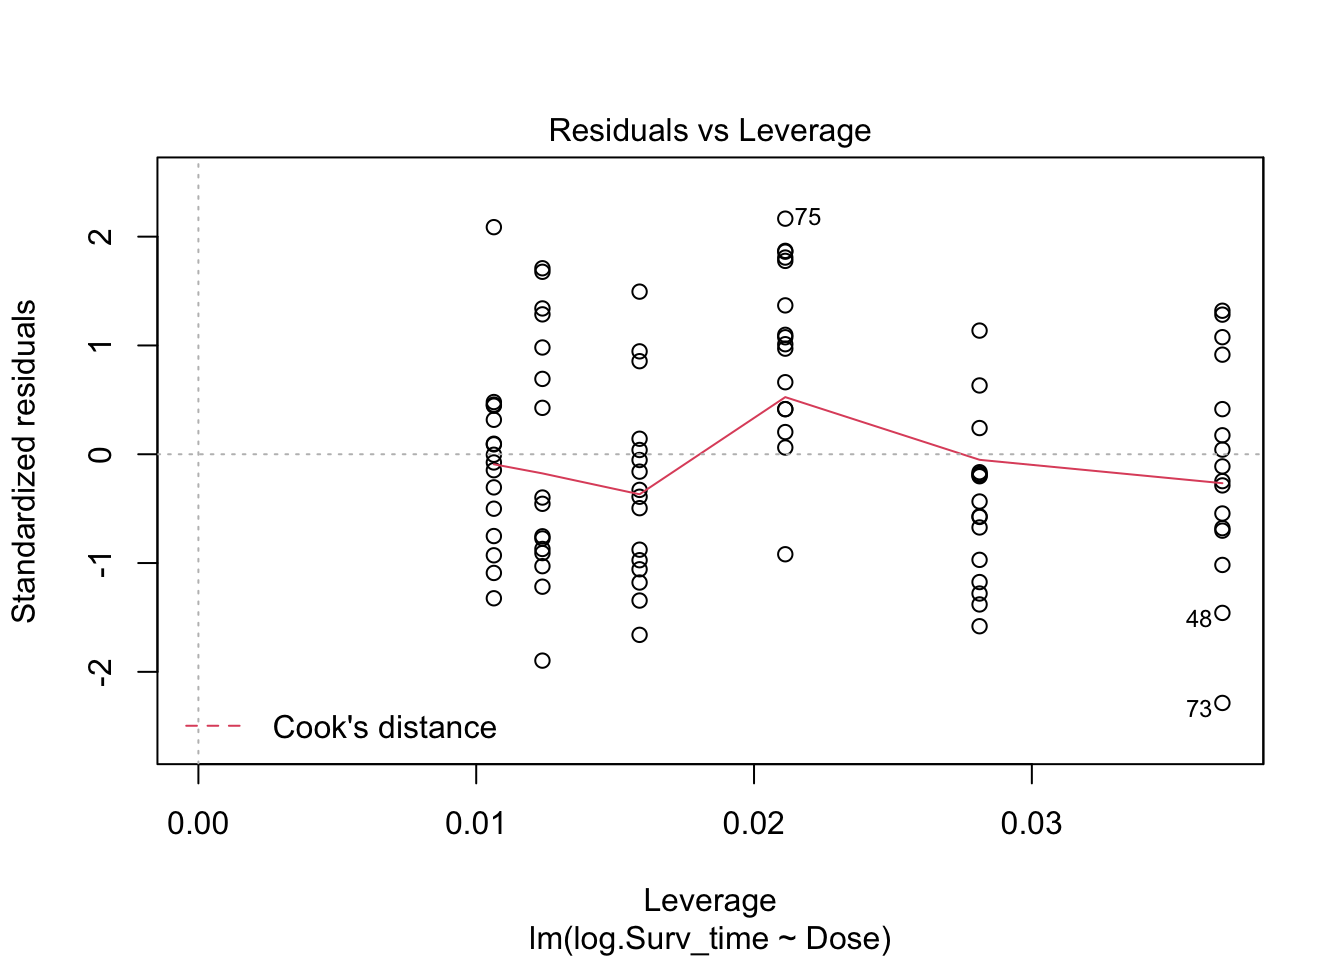 Residuals vs Leverage
Standardized residuals
2
1
0
-1
-2
75
48
73
Cook's distance
0.00 0.01 0.02 0.03
Leverage
lm(log.Surv_time ~ Dose)